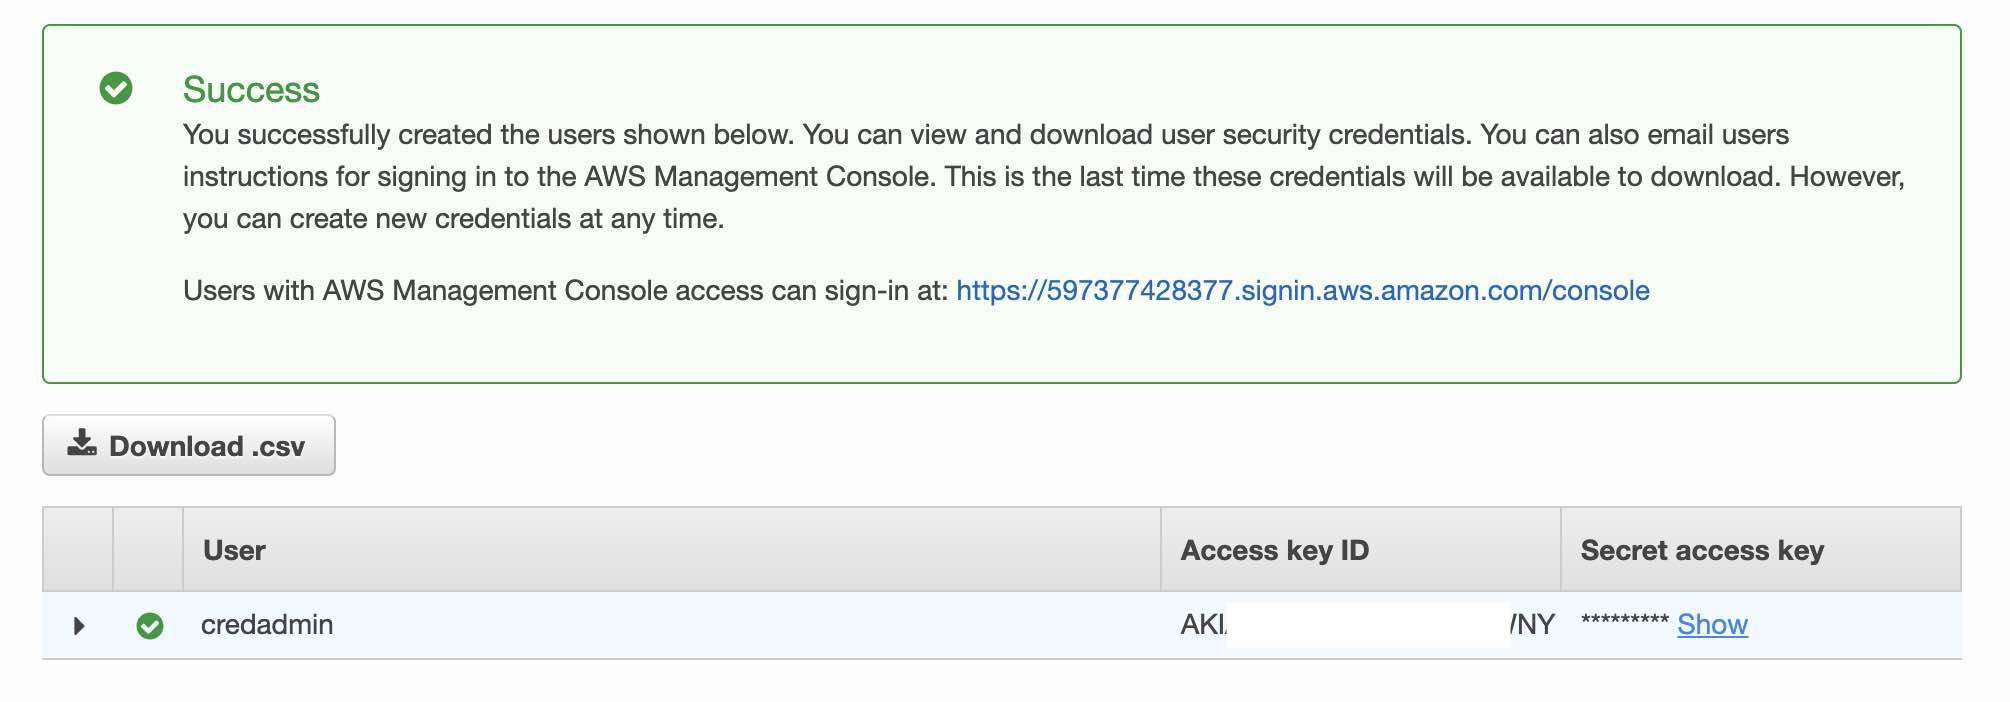 Success
You successfully created the users shown below. You can view and download user security credentials. You can also email users
instructions for signing in to the AWS Management Console. This is the last time these credentials will be available to download. However,
you can create new credentials at any time.
Users with AWS Management Console access can sign-in at: https://597377428377.signin.aws.amazon.com/console
Download .csv
User Access key ID Secret access key
credadmin AKI NY ********* Show